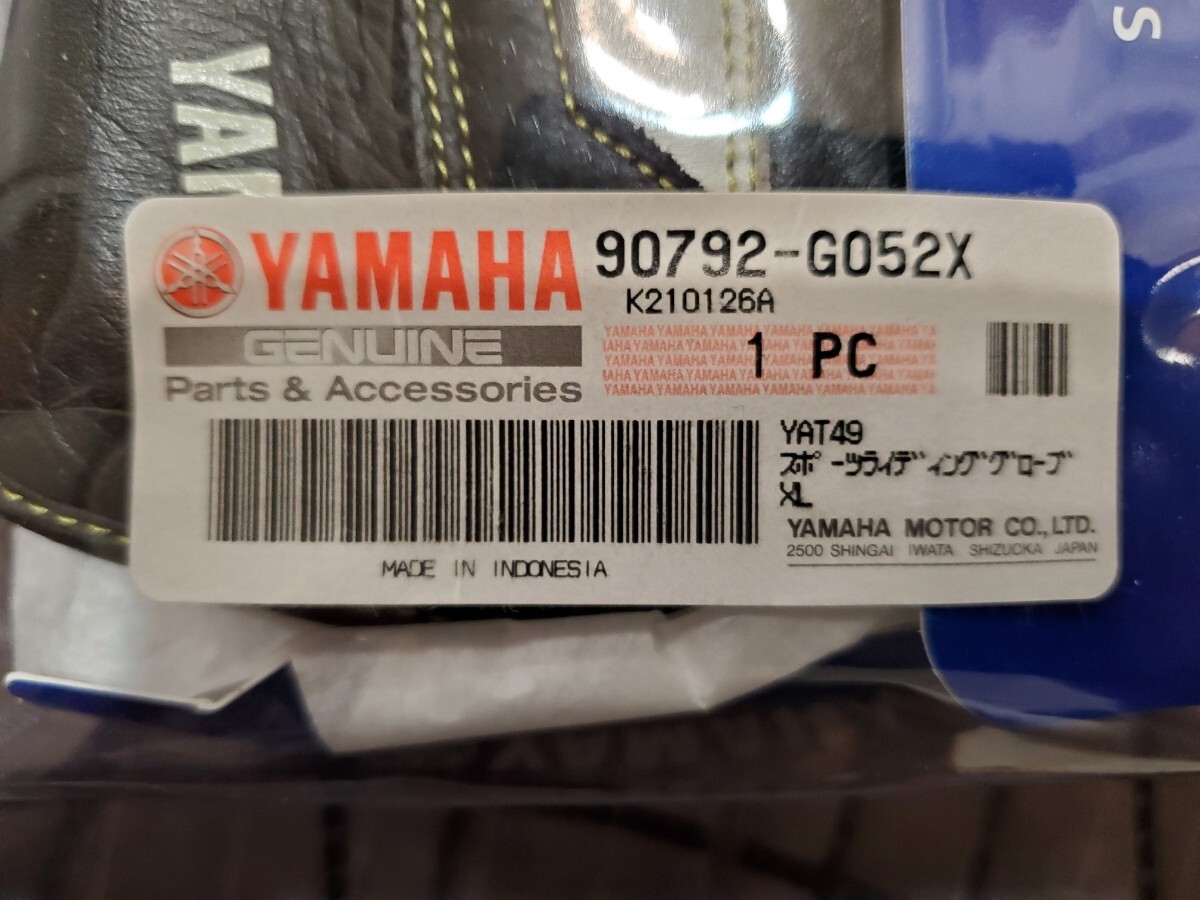 S
YAM
YAMAHA 90792-G052X
K210126A
GENUINE
1 PC
Parts & Accessories
YAT49
スポーツライディンググローブ
XL
YAMAHA MOTOR CO.,LTD.
2500 SHINGAI IWATA SHIZUOKA JAPAN
MADE IN INDONESIA